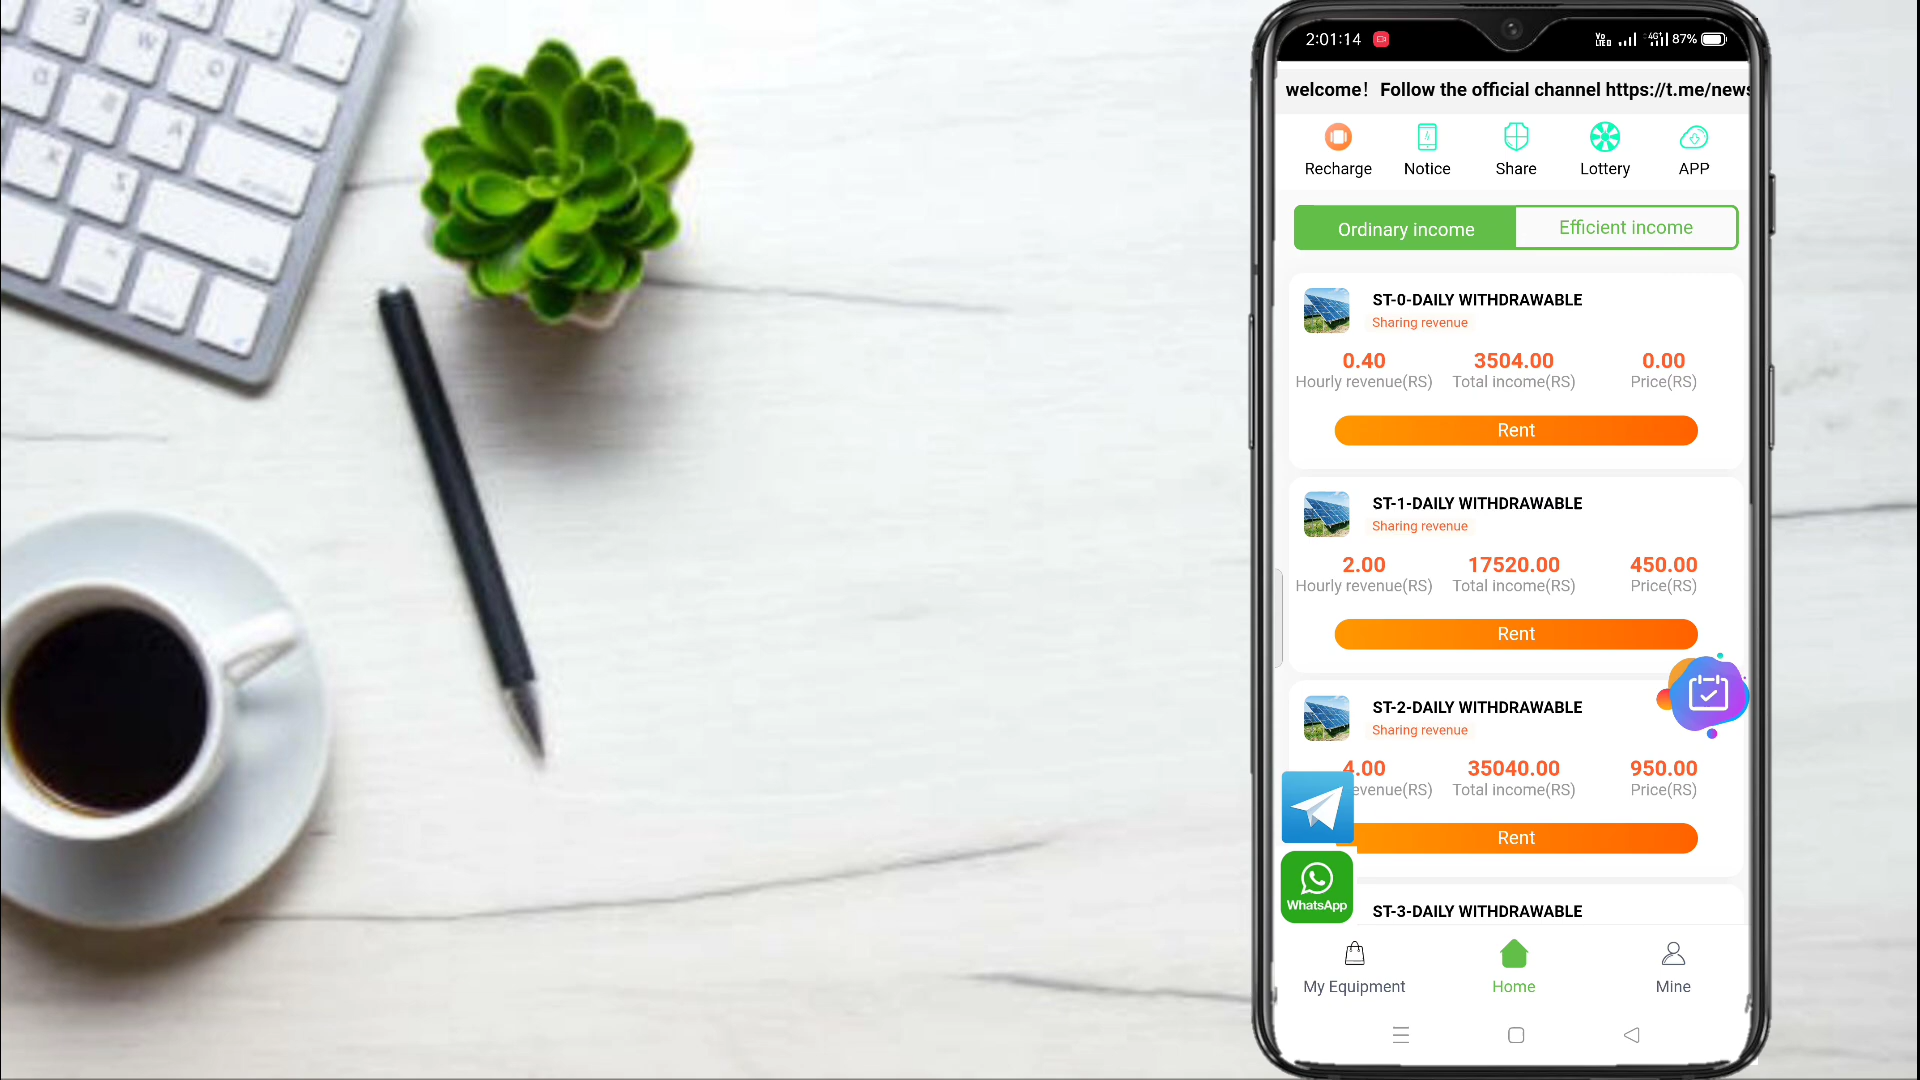 2:01:14
87%
welcome！ Follow the official channel https://t.me/news
Recharge
Notice
Share
Lottery
APP
Ordinary income
Efficient income
ST-0-DAILY WITHDRAWABLE
Sharing revenue
0.40
3504.00
0.00
Hourly revenue(RS)
Total income(RS)
Price(RS)
Rent
ST-1-DAILY WITHDRAWABLE
Sharing revenue
2.00
17520.00
450.00
Hourly revenue(RS)
Total income(RS)
Price(RS)
Rent
ST-2-DAILY WITHDRAWABLE
Sharing revenue
4.00
35040.00
950.00
evenue(RS)
Total income(RS)
Price(RS)
Rent
WhatsApp
ST-3-DAILY WITHDRAWABLE
My Equipment
Home
Mine